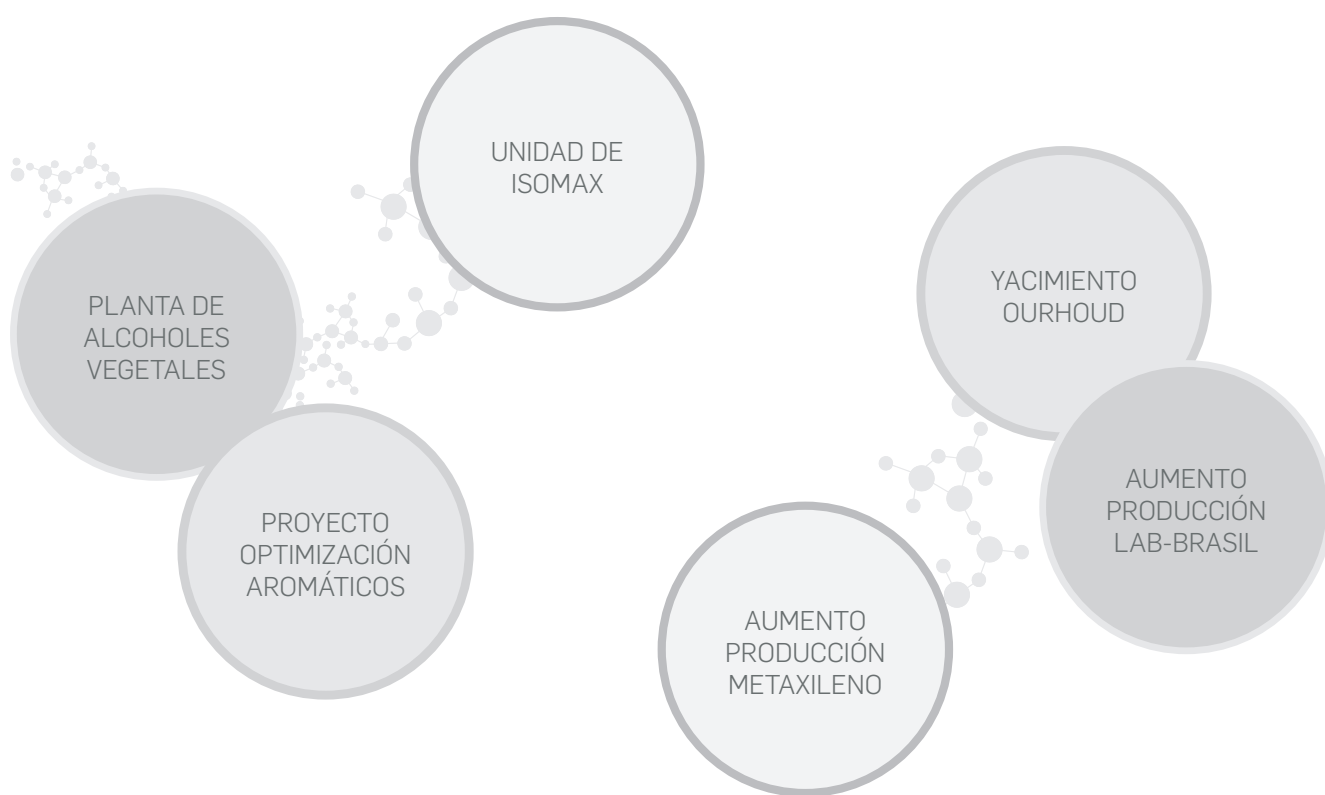 UNIDAD DE
ISOMAX
PLANTA DE
ALCOHOLES
VEGETALES
PROYECTO
OPTIMIZACIÓN
AROMÁTICOS
YACIMIENTO
OURHOUD
AUMENTO
PRODUCCIÓN
LAB-BRASIL
AUMENTO
PRODUCCIÓN
METAXILENO